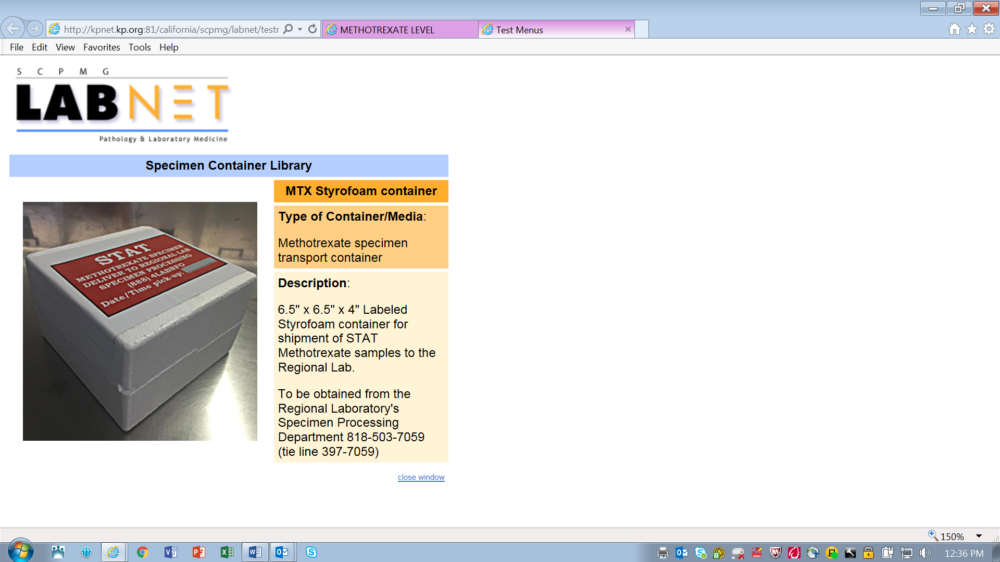 http://kpnet.kp.org:81/california/scpmg/labnet/testr
METHOTREXATE LEVEL
Test Menus
File Edit View Favorites Tools Help
S C P M G
LABNET
Pathology & Laboratory Medicine
Specimen Container Library
STAT
METHOTREXATE SPECIMEN
DELIVER TO REGIONAL LAB
SPECIMEN PROCESSING
(888) 4LABNFO
Date/Time pick-up:
MTX Styrofoam container
Type of Container/Media:
Methotrexate specimen
transport container
Description:
6.5" x 6.5" x 4" Labeled
Styrofoam container for
shipment of STAT
Methotrexate samples to the
Regional Lab.
To be obtained from the
Regional Laboratory's
Specimen Processing
Department 818-503-7059
(tie line 397-7059)
close window
150%
12:36 PM